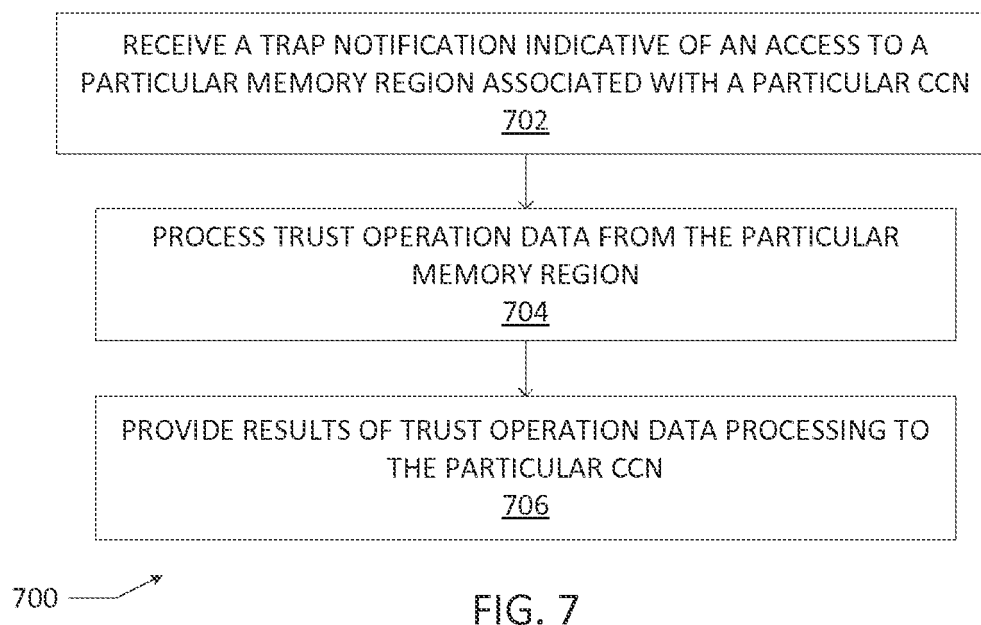 RECEIVE A TRAP NOTIFICATION INDICATIVE OF AN ACCESS TO A
PARTICULAR MEMORY REGION ASSOCIATED WITH A PARTICULAR CCN
702
PROCESS TRUST OPERATION DATA FROM THE PARTICULAR
MEMORY REGION
704
PROVIDE RESULTS OF TRUST OPERATION DATA PROCESSING TO
THE PARTICULAR CCN
706
700
FIG. 7